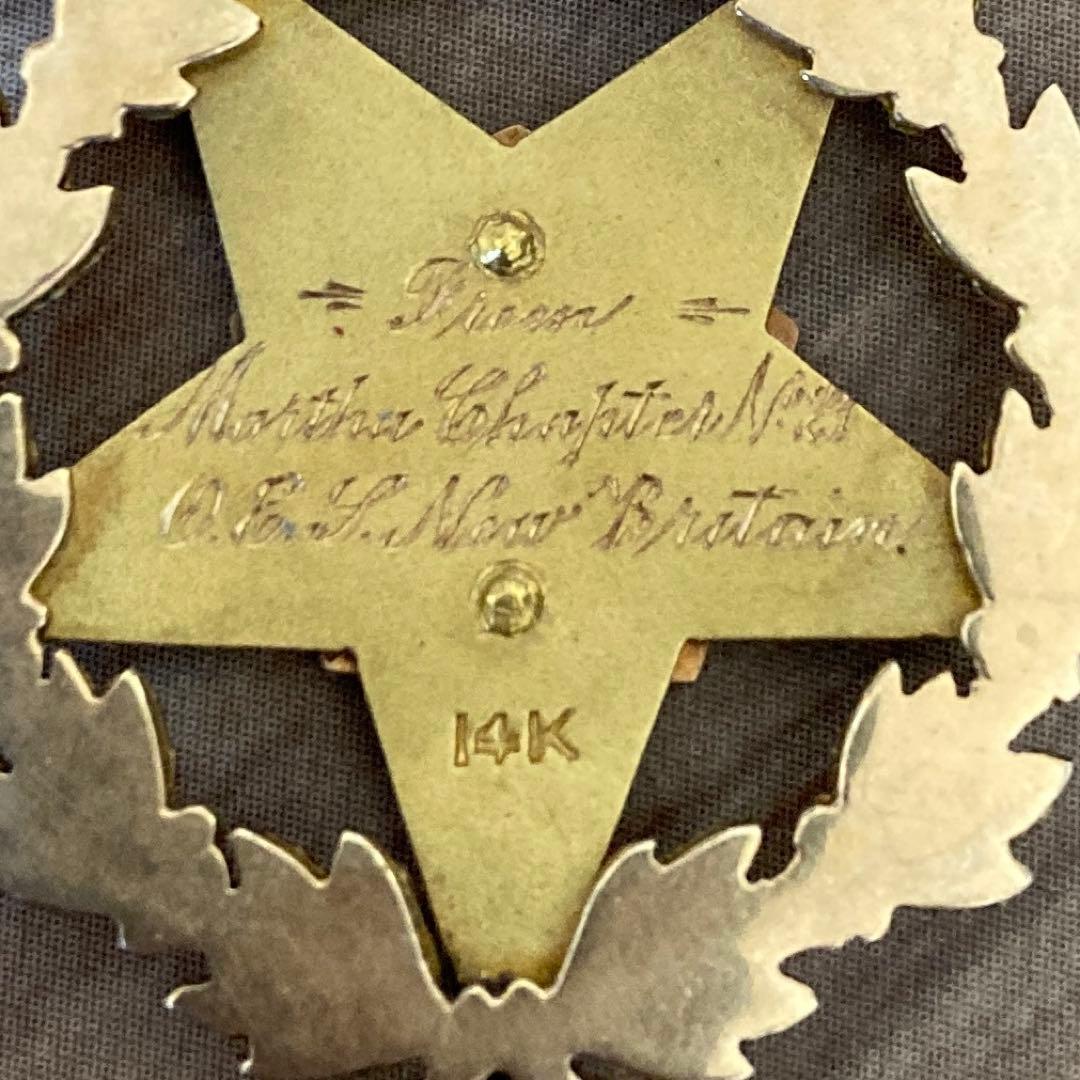 From
Martha Chapter No.
O.E.S. New Britain.
14K